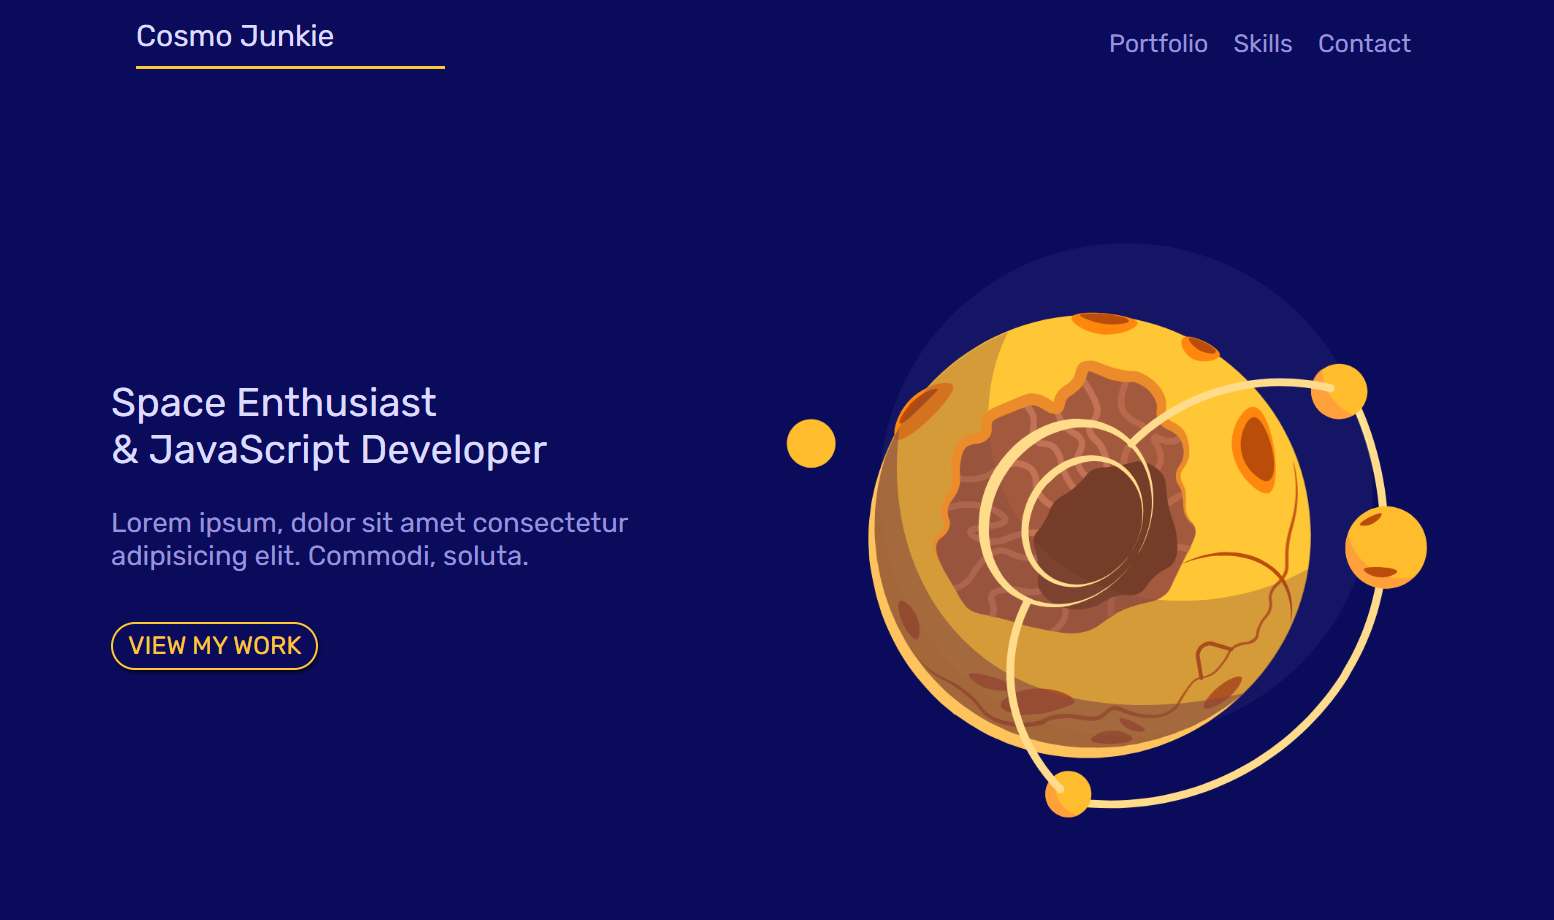 Cosmo Junkie
Portfolio Skills Contact
Space Enthusiast
& JavaScript Developer
Lorem ipsum, dolor sit amet consectetur
adipisicing elit. Commodi, soluta.
VIEW MY WORK